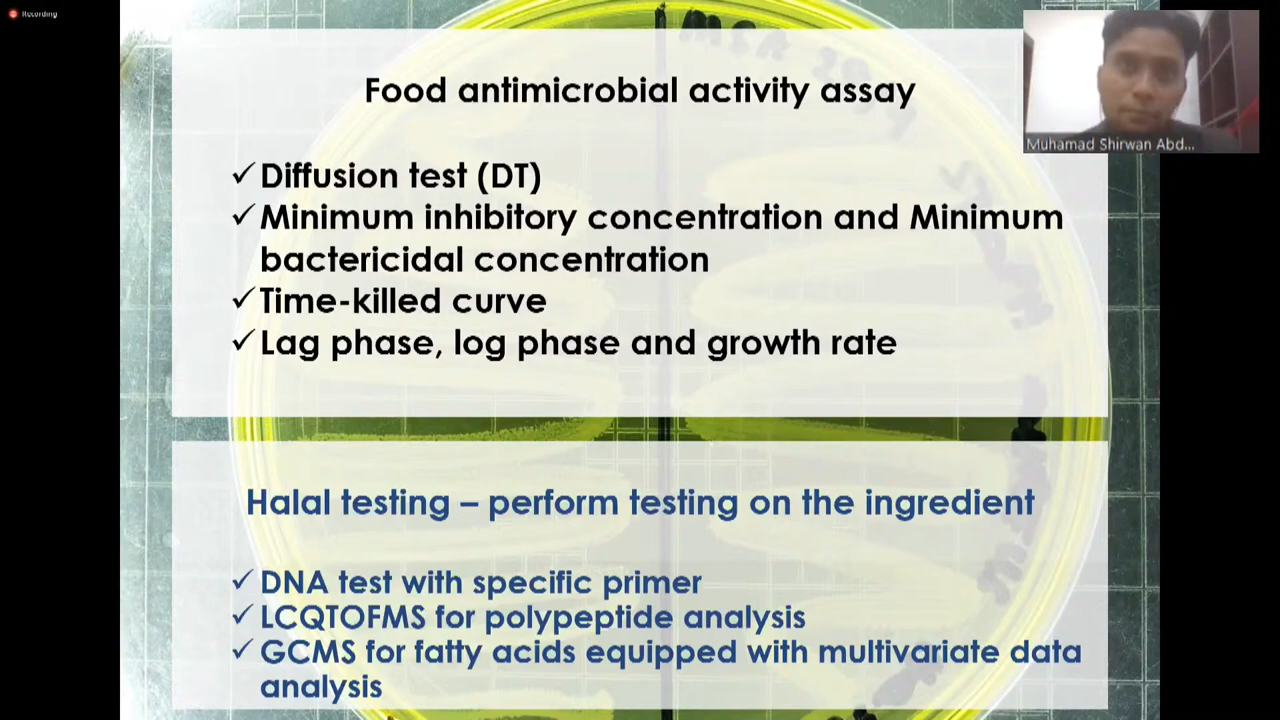 Recording
Food antimicrobial activity assay
Muhamad Shirwan Abd...
✓ Diffusion test (DT)
✓ Minimum inhibitory concentration and Minimum
bactericidal concentration
✓ Time-killed curve
✓ Lag phase, log phase and growth rate
Halal testing – perform testing on the ingredient
✓ DNA test with specific primer
✓ LCQTOFMS for polypeptide analysis
✓ GCMS for fatty acids equipped with multivariate data
analysis